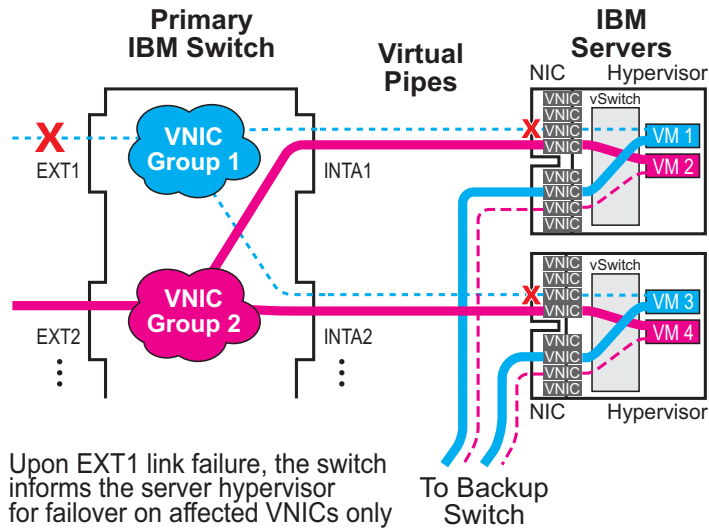 Primary
IBM Switch
Virtual
Pipes
IBM
Servers
NIC
Hypervisor
X
EXT1
VNIC
Group 1
INTA1
X
VNIC
VNIC
VNIC
VNIC
vSwitch
VM 1
VM 2
VNIC
VNIC
VNIC
VNIC
EXT2
VNIC
Group 2
INTA2
X
VNIC
VNIC
VNIC
VNIC
vSwitch
VM 3
VM 4
VNIC
VNIC
VNIC
VNIC
NIC
Hypervisor
Upon EXT1 link failure, the switch
informs the server hypervisor
for failover on affected VNICs only
To Backup
Switch